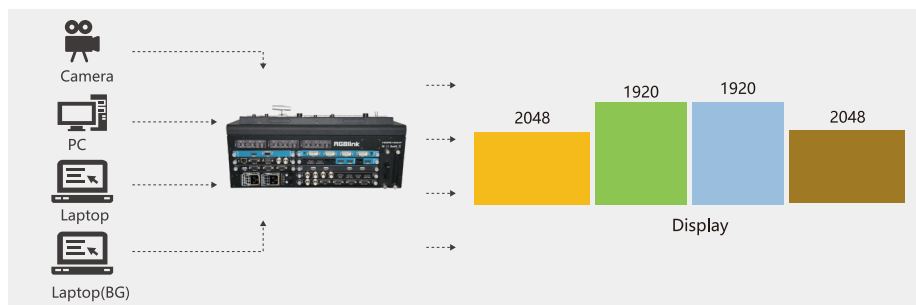 Camera
PC
Laptop
Laptop(BG)
RGBlink
2048
1920
1920
2048
Display